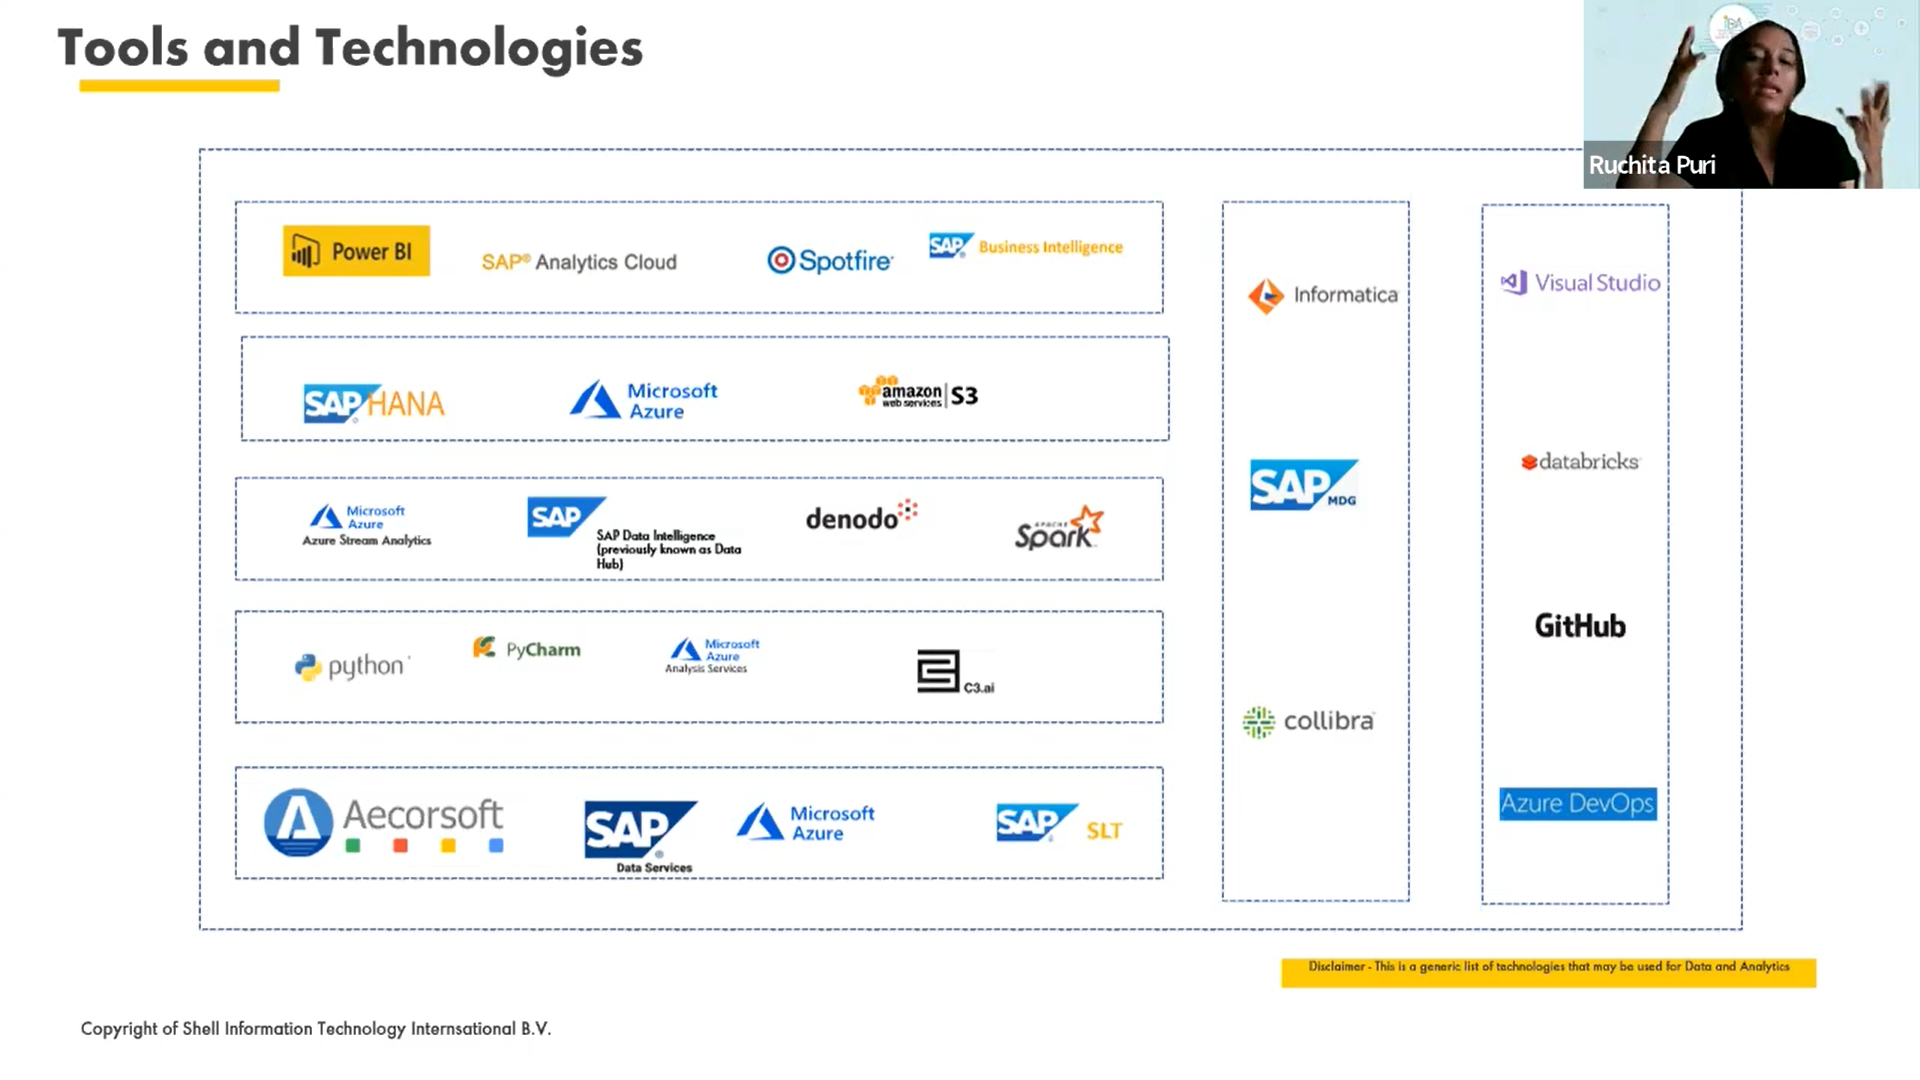 Tools and Technologies
Ruchita Puri
Power BI
SAP® Analytics Cloud
Spotfire
SAP® Business Intelligence
SAP HANA
Microsoft
Azure
amazon
web services | S3
Microsoft
Azure
Azure Stream Analytics
SAP
SAP Data Intelligence
(previously known as Data
Hub)
denodo
APACHE
Spark
python
PyCharm
Microsoft
Azure
Analysis Services
C3.ai
Aecorsoft
SAP®
Data Services
Microsoft
Azure
SAP® SLT
Informatica
SAP MDG
collibra
Visual Studio
databricks
GitHub
Azure DevOps
Disclaimer - This is a generic list of technologies that may be used for Data and Analytics
Copyright of Shell Information Technology Internsational B.V.